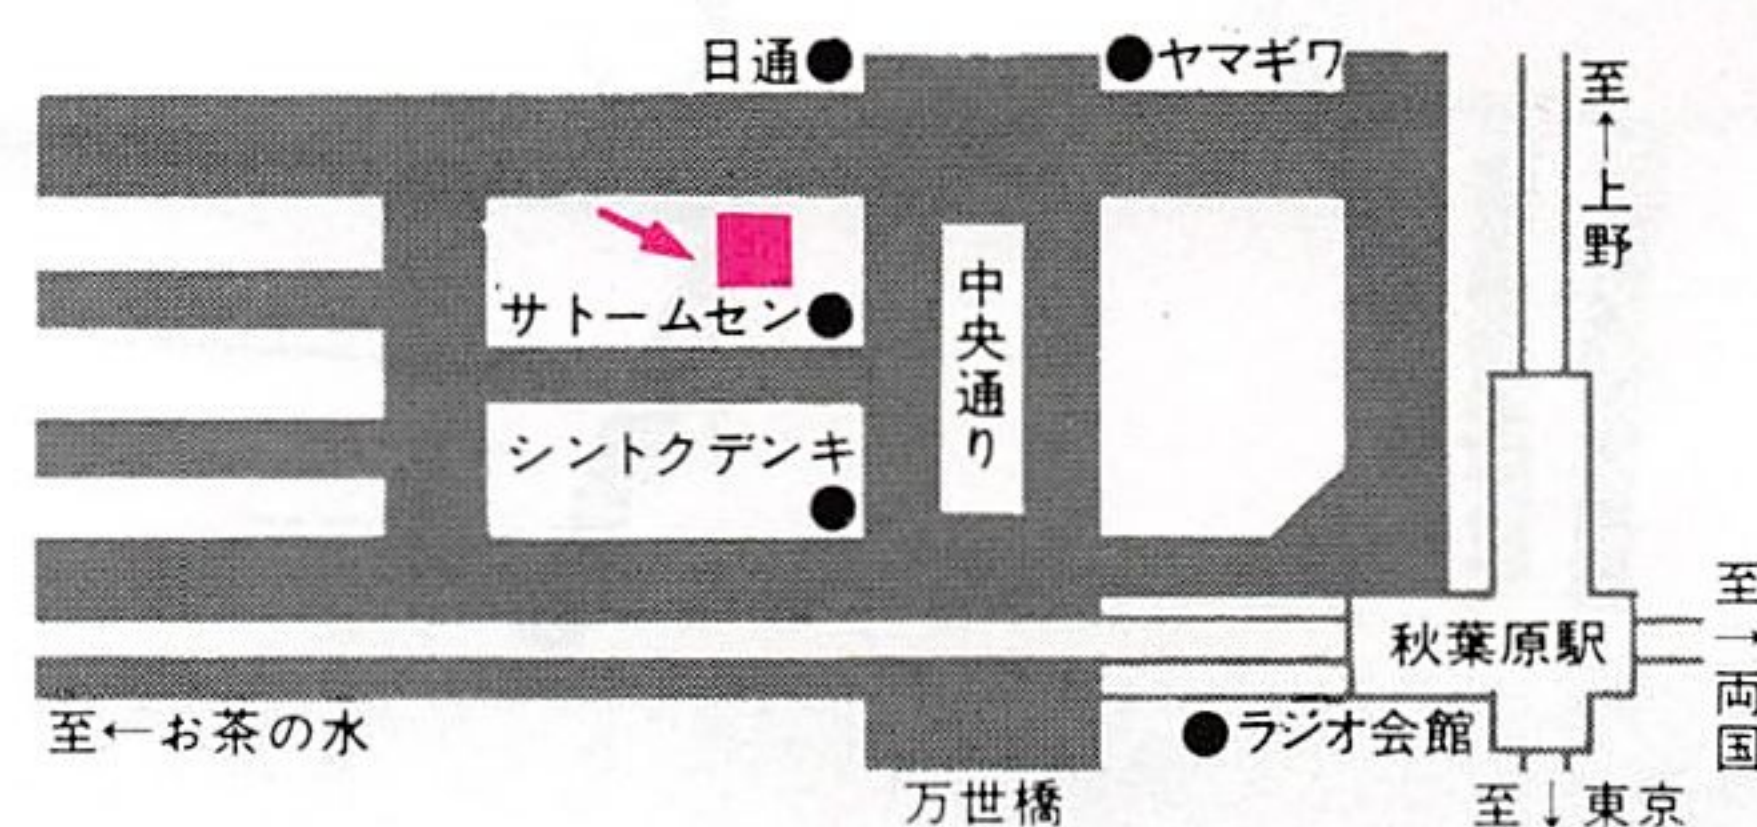 日通●
●ヤマギワ
至↑上野
サトームセン●
中央通り
シントクデンキ
●
秋葉原駅
至→両国
至←お茶の水
●ラジオ会館
万世橋
至↓東京